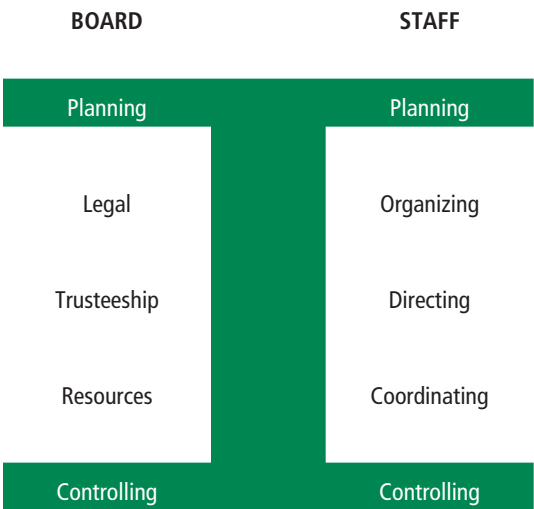 BOARD STAFF
Planning Planning
Legal Organizing
Trusteeship Directing
Resources Coordinating
Controlling Controlling